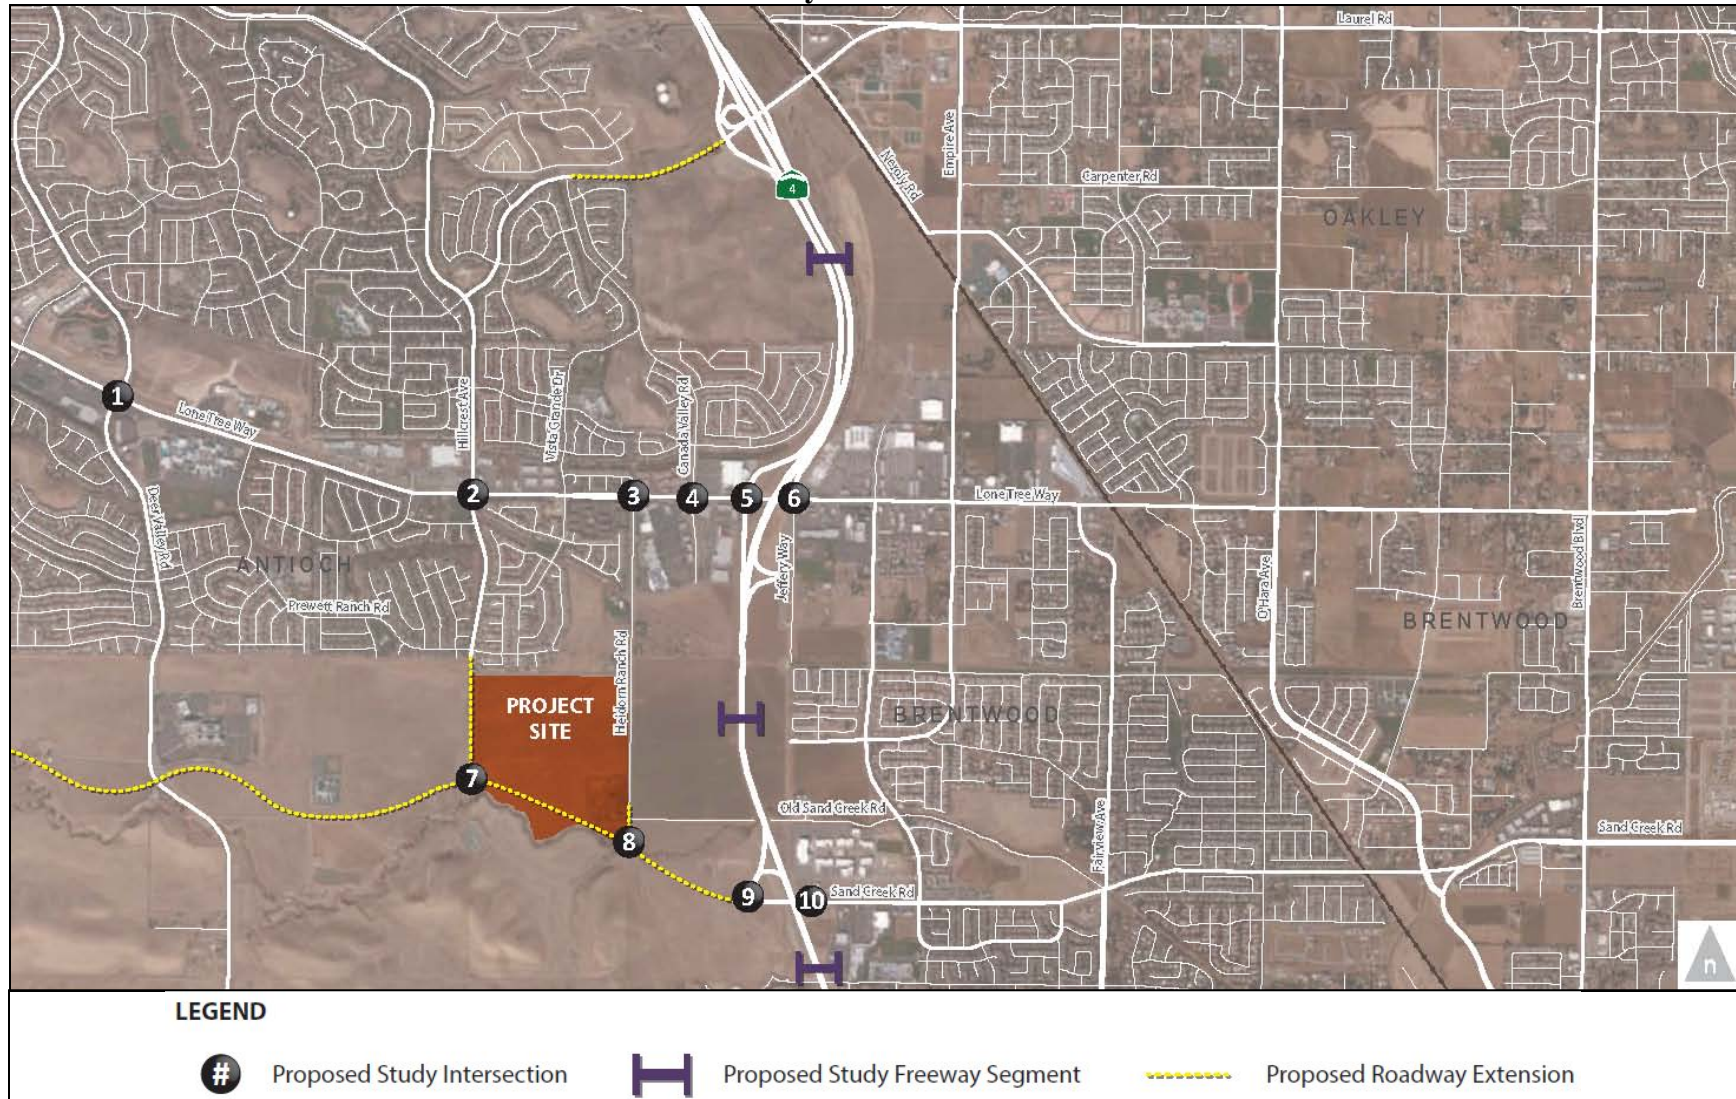 Laurel Rd
4
Neroly Rd
Empire Ave
Carpenter Rd
OAKLEY
1
Lone Tree Way
Hillcrest Ave
Vista Grande Dr
Canada Valley Rd
2
3
4
5
6
Lone Tree Way
Deer Valley Rd
ANTIOCH
Prewett Ranch Rd
Jeffery Way
O'Hara Ave
Brentwood Blvd
BRENTWOOD
Heidorn Ranch Rd
PROJECT
SITE
BRENTWOOD
7
8
Old Sand Creek Rd
Fairview Ave
Sand Creek Rd
9
10
Sand Creek Rd
n
LEGEND
# Proposed Study Intersection
Proposed Study Freeway Segment
Proposed Roadway Extension